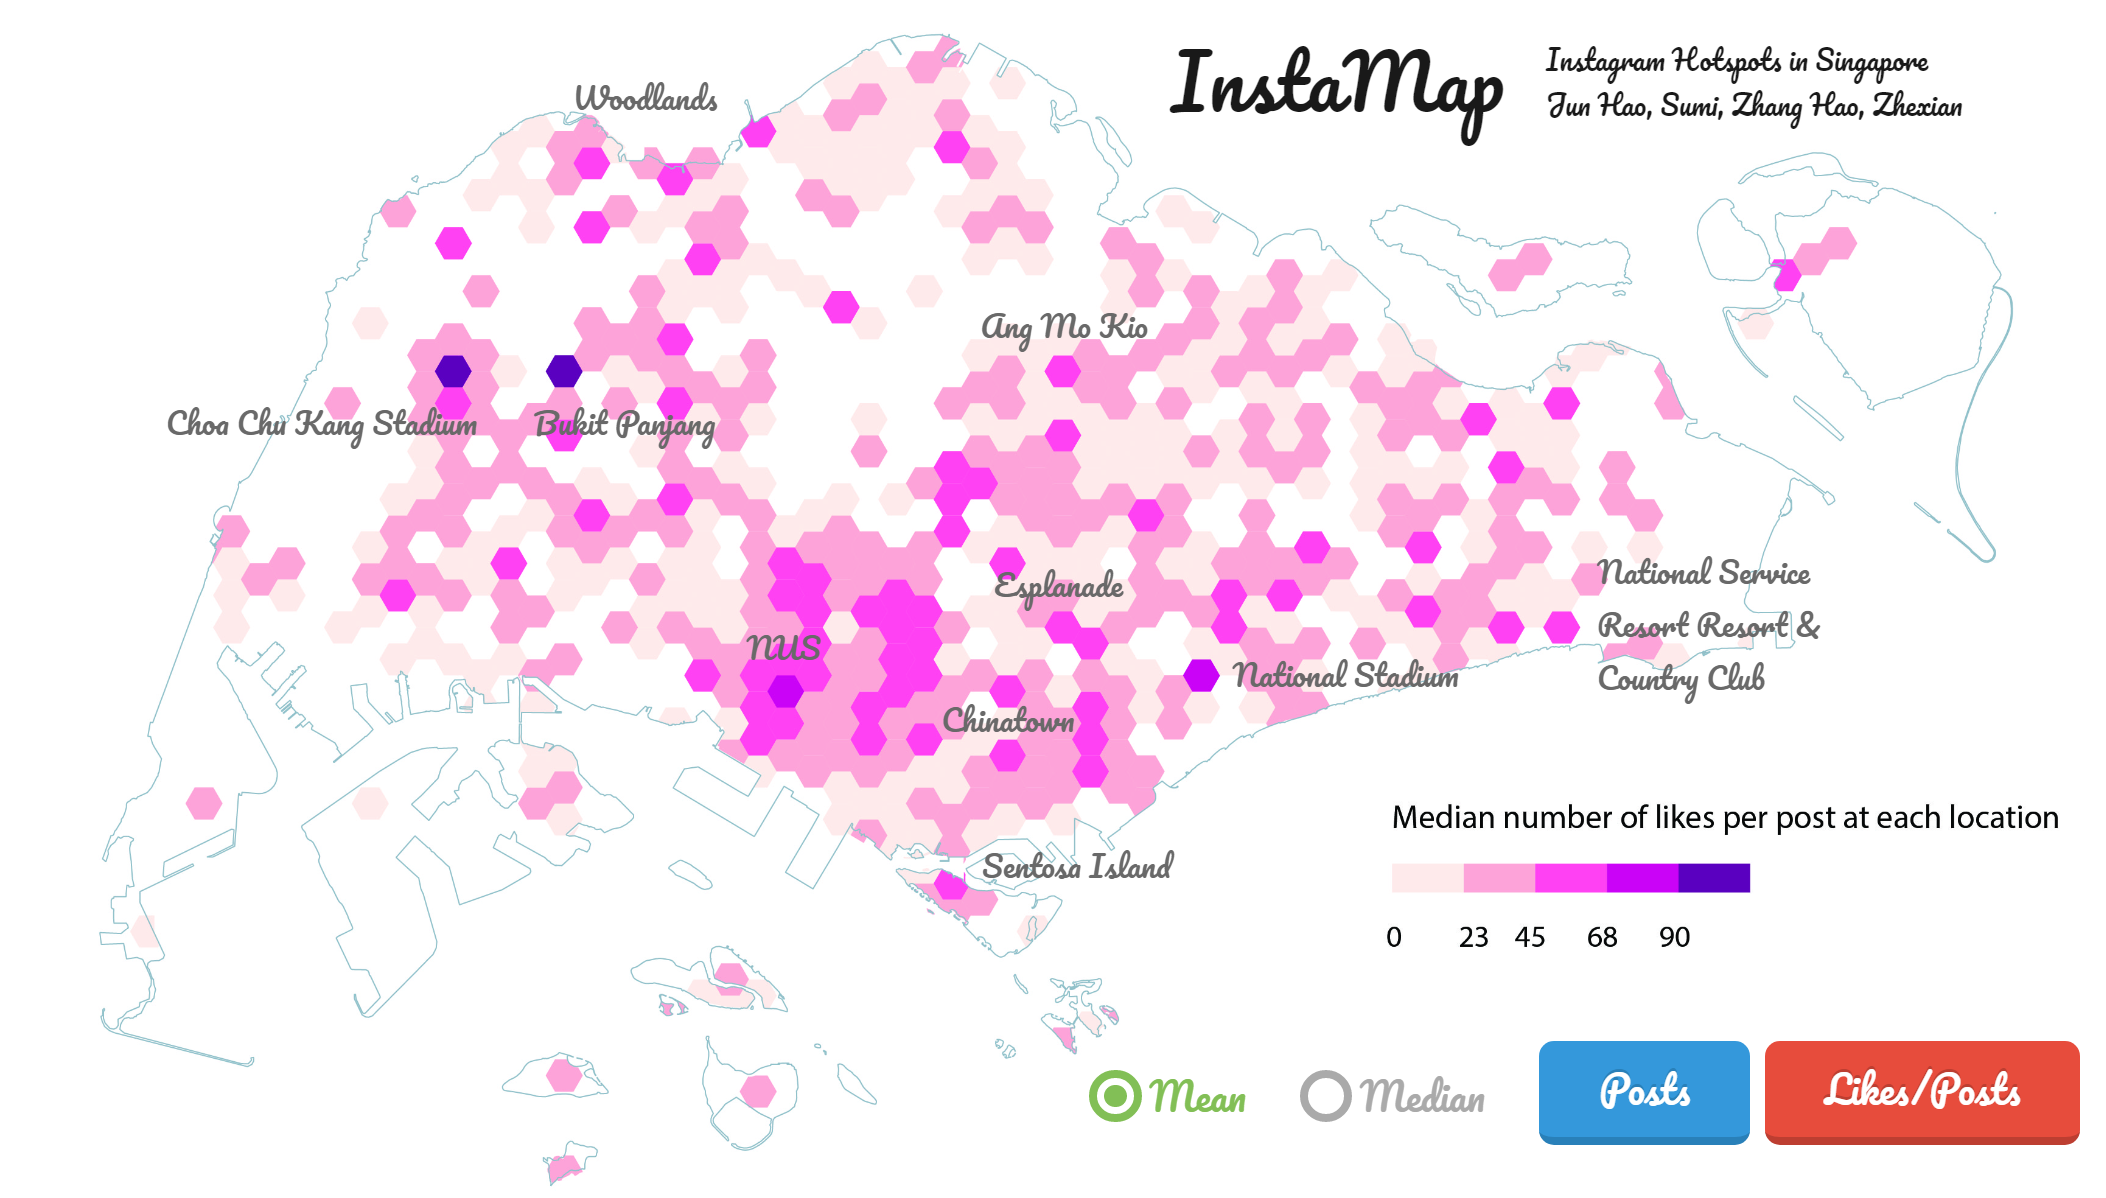 InstaMap
Instagram Hotspots in Singapore
Jun Hao, Sumi, Zhang Hao, Zhexian
Woodlands
Ang Mo Kio
Choa Chu Kang Stadium
Bukit Panjang
Esplanade
National Service
Resort Resort &
Country Club
NUS
National Stadium
Chinatown
Sentosa Island
Median number of likes per post at each location
0 23 45 68 90
Mean
Median
Posts
Likes/Posts